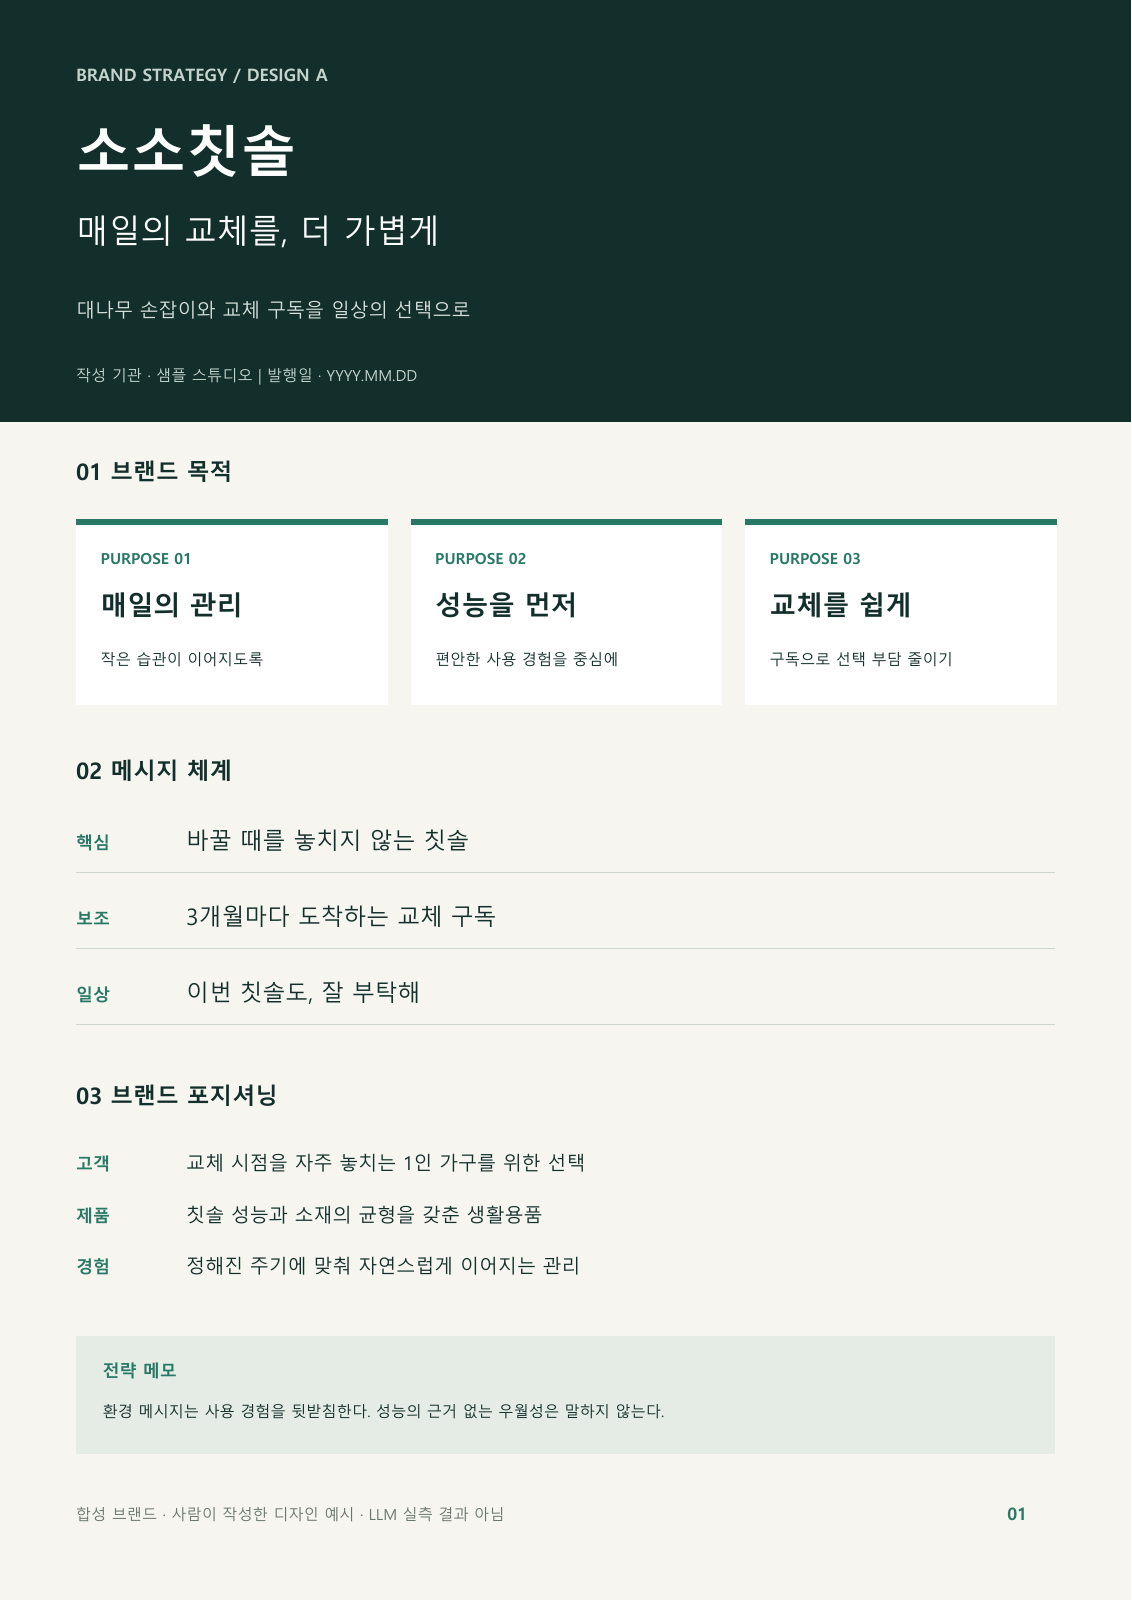 BRAND STRATEGY / DESIGN A
소소칫솔
매일의 교체를, 더 가볍게
대나무 손잡이와 교체 구독을 일상의 선택으로
작성 기관 · 샘플 스튜디오 | 발행일 · YYYY.MM.DD
01 브랜드 목적
PURPOSE 01
매일의 관리
작은 습관이 이어지도록
PURPOSE 02
성능을 먼저
편안한 사용 경험을 중심에
PURPOSE 03
교체를 쉽게
구독으로 선택 부담 줄이기
02 메시지 체계
핵심 바꿀 때를 놓치지 않는 칫솔
보조 3개월마다 도착하는 교체 구독
일상 이번 칫솔도, 잘 부탁해
03 브랜드 포지셔닝
고객 교체 시점을 자주 놓치는 1인 가구를 위한 선택
제품 칫솔 성능과 소재의 균형을 갖춘 생활용품
경험 정해진 주기에 맞춰 자연스럽게 이어지는 관리
전략 메모
환경 메시지는 사용 경험을 뒷받침한다. 성능의 근거 없는 우월성은 말하지 않는다.
합성 브랜드 · 사람이 작성한 디자인 예시 · LLM 실측 결과 아님 01